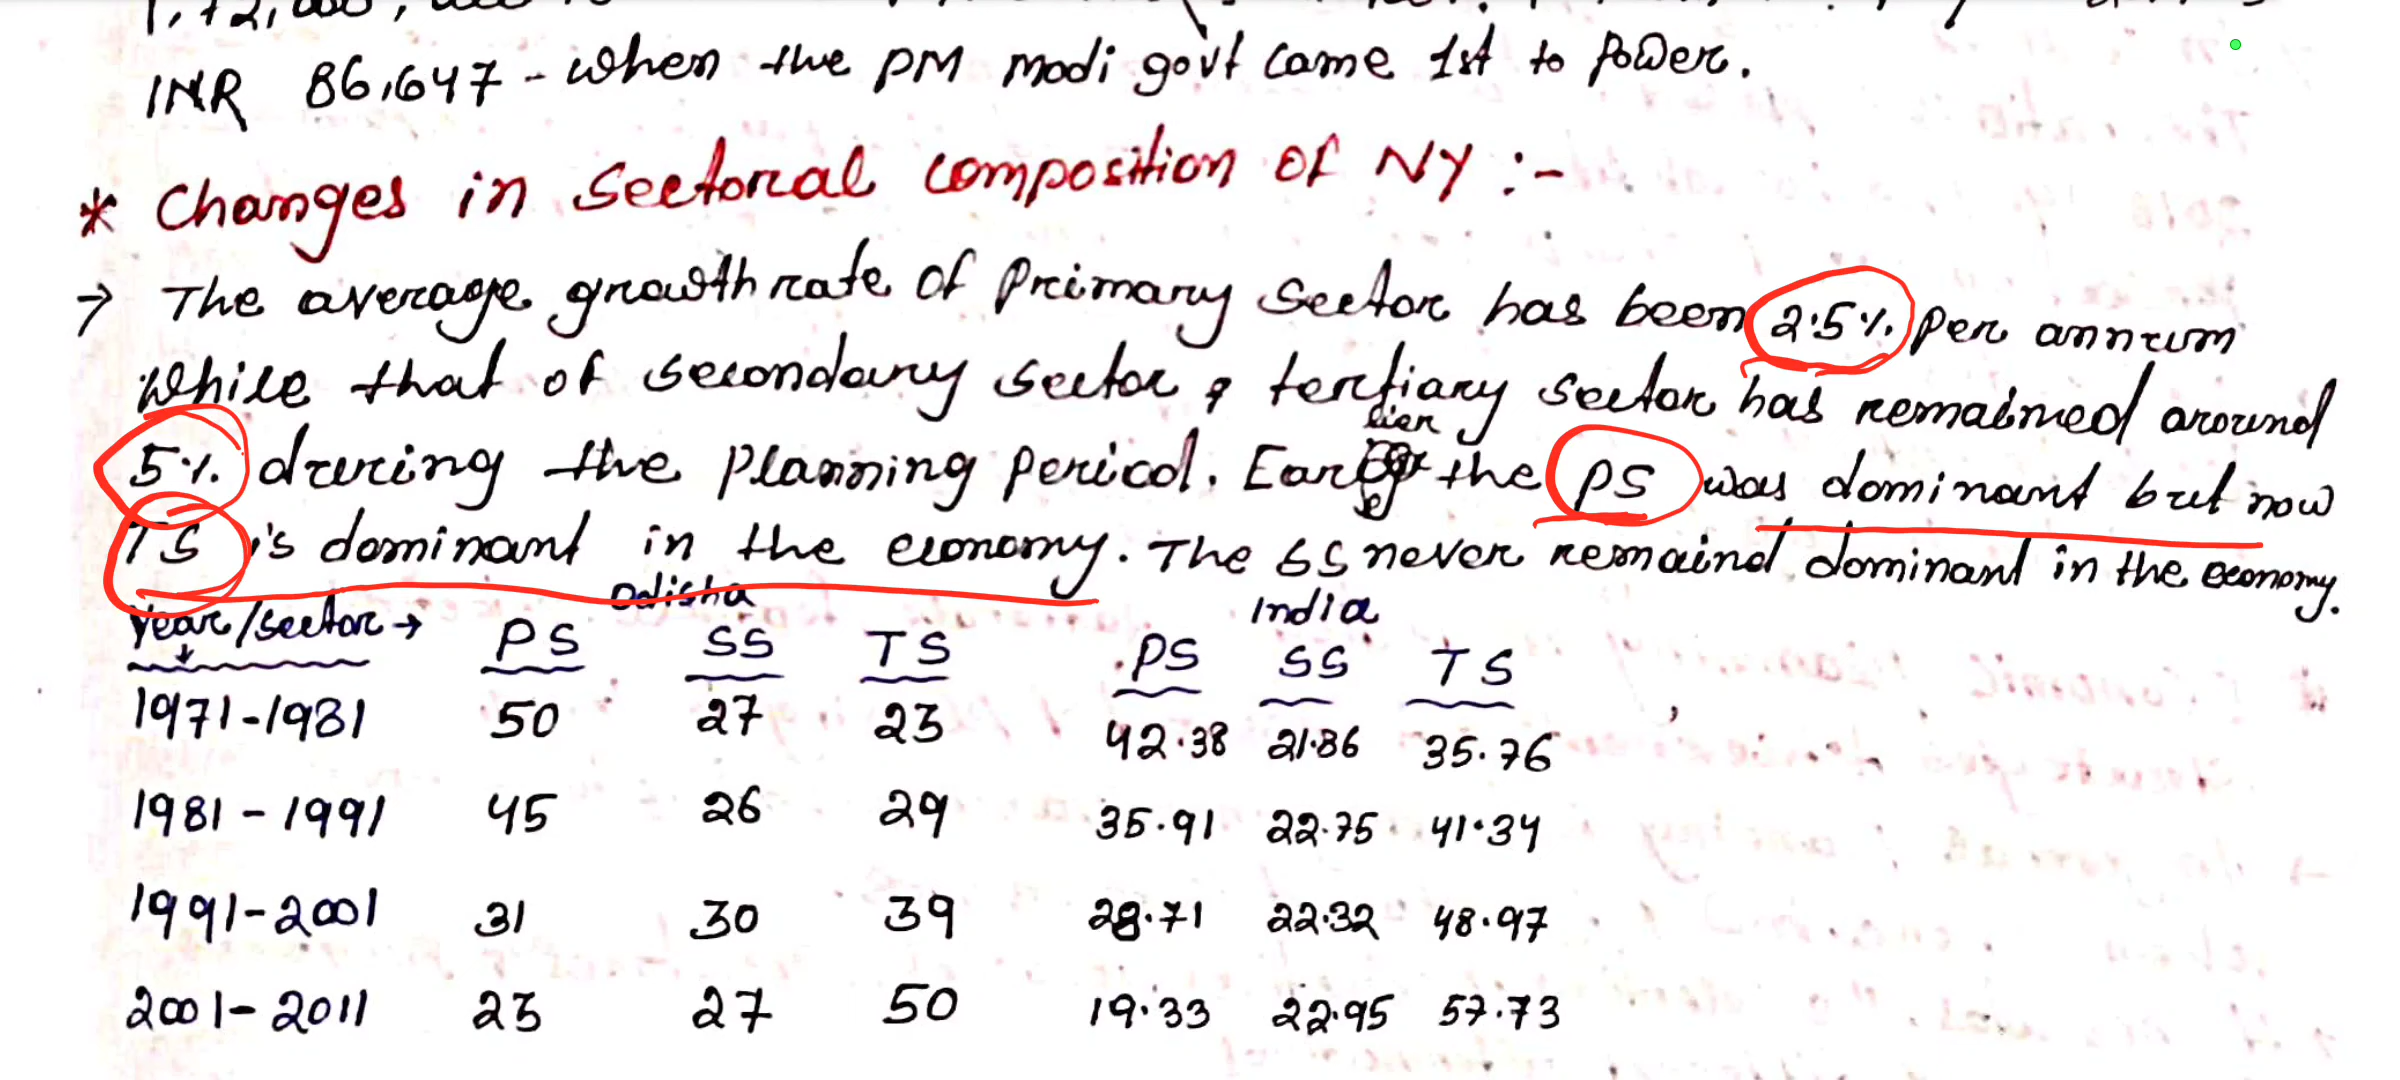 1,72,000,
INR 86,647 - when the PM modi govt came 1st to power.
* Changes in Sectoral composition of NY :-
→ The average growth rate of Primary Sector has been 2.5% Per annum
While that of secondary sector & tertiary sector has remained around
5% during the planning period. Earlier the PS was dominant but now
TS is dominant in the economy. The SS never remaind dominant in the economy.
Odisha India
Year/sector → PS SS TS PS SS TS
1971-1981 50 27 23 42.38 21.86 35.76
1981-1991 45 26 29 35.91 22.75 41.34
1991-2001 31 30 39 28.71 22.32 48.97
2001-2011 23 27 50 19.33 22.95 57.73